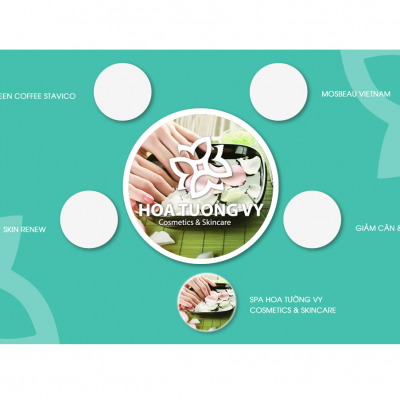 EEN COFFEE STAVICO
MOSBEAU VIETNAM
HOA TƯỜNG VY
Cosmetics & Skincare
SKIN RENEW
GIẢM CÂN &
SPA HOA TƯỜNG VY
COSMETICS & SKINCARE